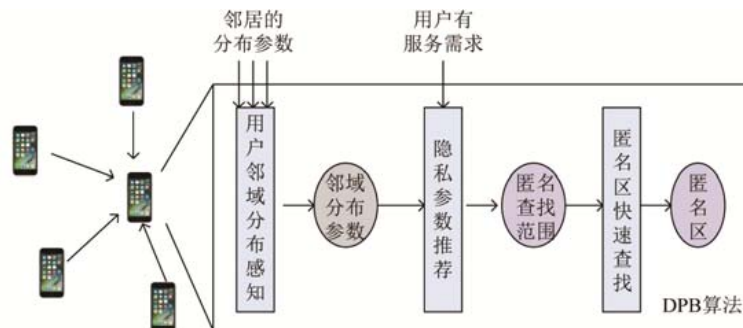 邻居的
分布参数
用户有
服务需求
用户邻域分布感知
邻域
分布
参数
隐私参数推荐
匿名
查找
范围
匿名区快速查找
匿名
区
DPB算法